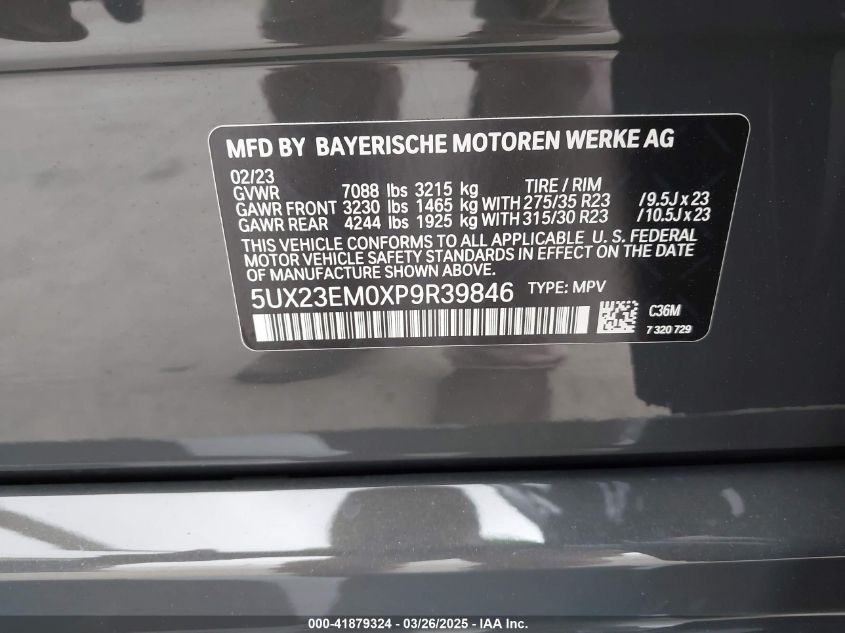 MFD BY BAYERISCHE MOTOREN WERKE AG
02/23
GVWR 7088 lbs 3215 kg TIRE / RIM
GAWR FRONT 3230 lbs 1465 kg WITH 275/35 R23 /9.5J x 23
GAWR REAR 4244 lbs 1925 kg WITH 315/30 R23 /10.5J x 23
THIS VEHICLE CONFORMS TO ALL APPLICABLE U. S. FEDERAL
MOTOR VEHICLE SAFETY STANDARDS IN EFFECT ON THE DATE
OF MANUFACTURE SHOWN ABOVE.
5UX23EM0XP9R39846 TYPE: MPV
C36M
7 320 729
000-41879324 - 03/26/2025 - IAA Inc.